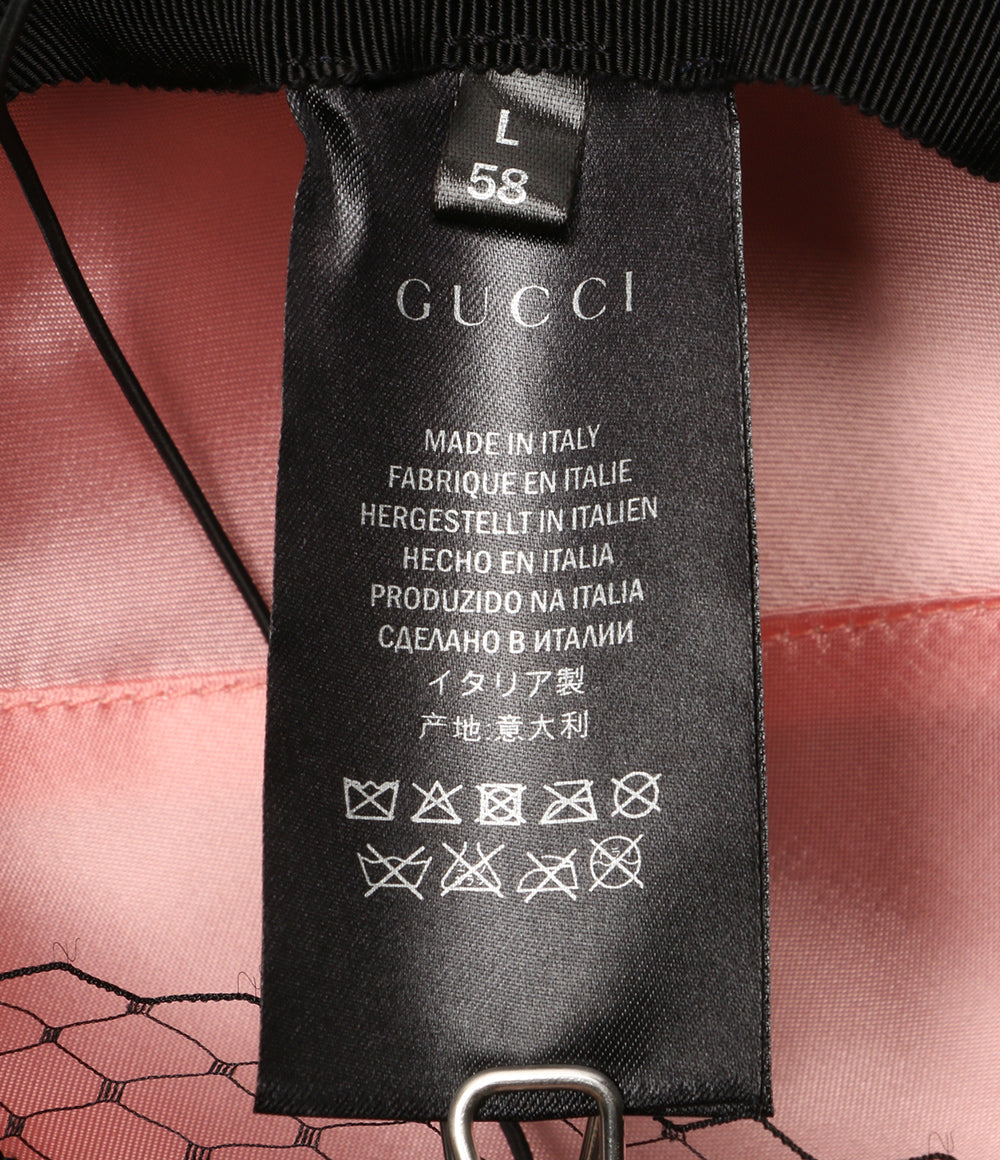 L
58
GUCCI
MADE IN ITALY
FABRIQUE EN ITALIE
HERGESTELLT IN ITALIEN
HECHO EN ITALIA
PRODUZIDO NA ITALIA
СДЕЛАНО В ИТАЛИИ
イタリア製
产地:意大利